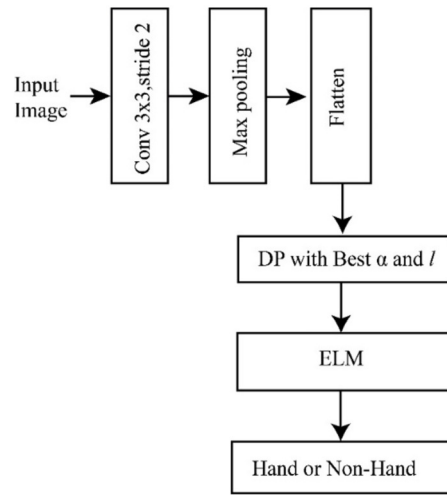 Input
Image
Conv 3x3,stride 2
Max pooling
Flatten
DP with Best α and l
ELM
Hand or Non-Hand